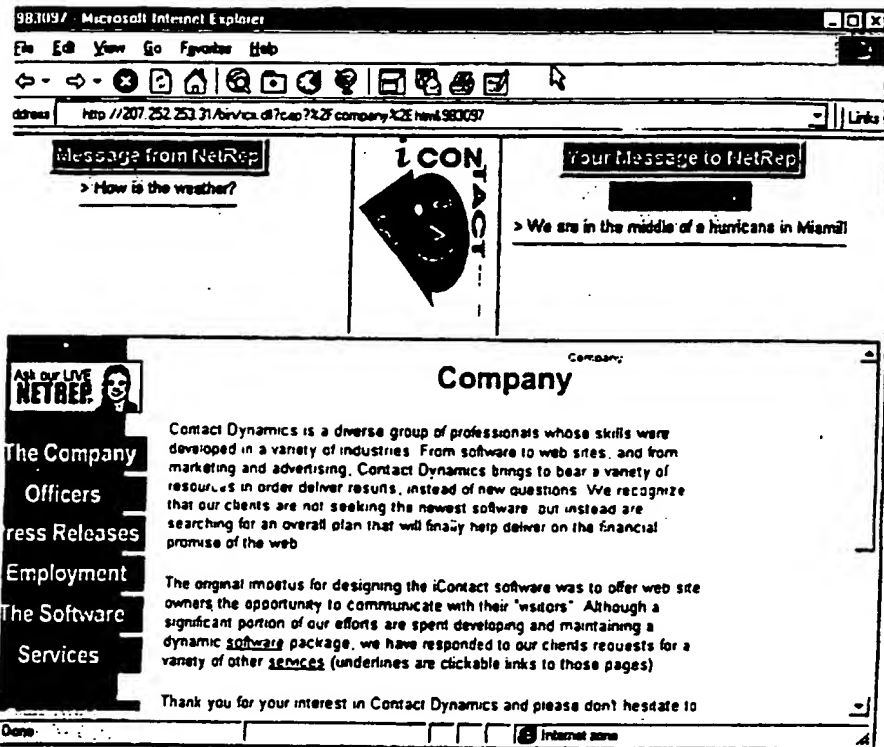 983097 - Microsoft Internet Explorer
File Edit View Go Favorites Help
ddress http://207.252.253.31/bin/icx.dll?cap?%2Fcompany%2Ehtml&983097 Links
Message from NetRep
> How is the weather?
i CONTACT
Your Message to NetRep
> We are in the middle of a hurricane in Miami!!
Ask our LIVE
NETREP.
The Company
Officers
ress Releases
Employment
The Software
Services
Company
Company
Contact Dynamics is a diverse group of professionals whose skills were
developed in a variety of industries. From software to web sites, and from
marketing and advertising, Contact Dynamics brings to bear a variety of
resources in order deliver results, instead of new questions. We recognize
that our clients are not seeking the newest software but instead are
searching for an overall plan that will finally help deliver on the financial
promise of the web
The original impetus for designing the iContact software was to offer web site
owners the opportunity to communicate with their "visitors". Although a
significant portion of our efforts are spent developing and maintaining a
dynamic software package, we have responded to our clients requests for a
variety of other services (underlines are clickable links to those pages)
Thank you for your interest in Contact Dynamics and please don't hesitate to
Done
Internet zone